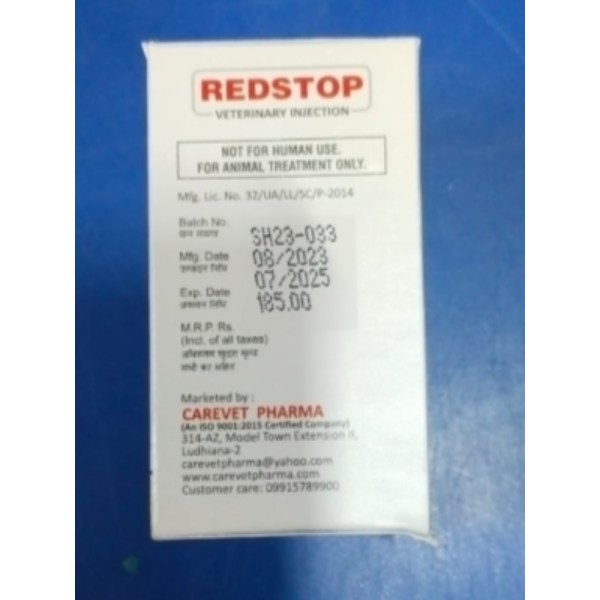 REDSTOP
VETERINARY INJECTION
NOT FOR HUMAN USE.
FOR ANIMAL TREATMENT ONLY.
Mfg. Lic. No. 32/UA/LL/SC/P-2014
Batch No. SH23-033
Mfg. Date 08/2023
07/2025
Exp. Date 185.00
M.R.P. Rs.
(Incl. of all taxes)
Marketed by :
CAREVET PHARMA
(An ISO 9001:2015 Certified Company)
314-AZ, Model Town Extension II,
Ludhiana-2
carevetpharma@yahoo.com
www.carevetpharma.com
Customer care: 09915789900